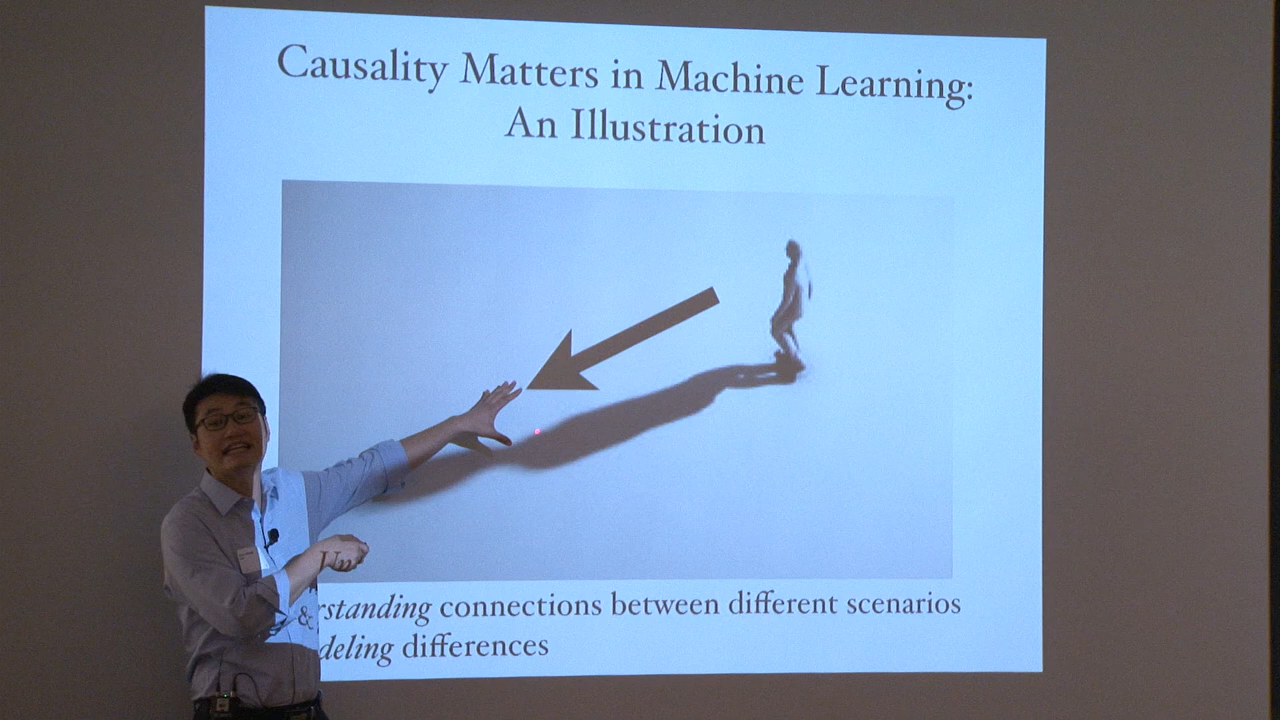 Causality Matters in Machine Learning:
An Illustration
rstanding connections between different scenarios
& deling differences